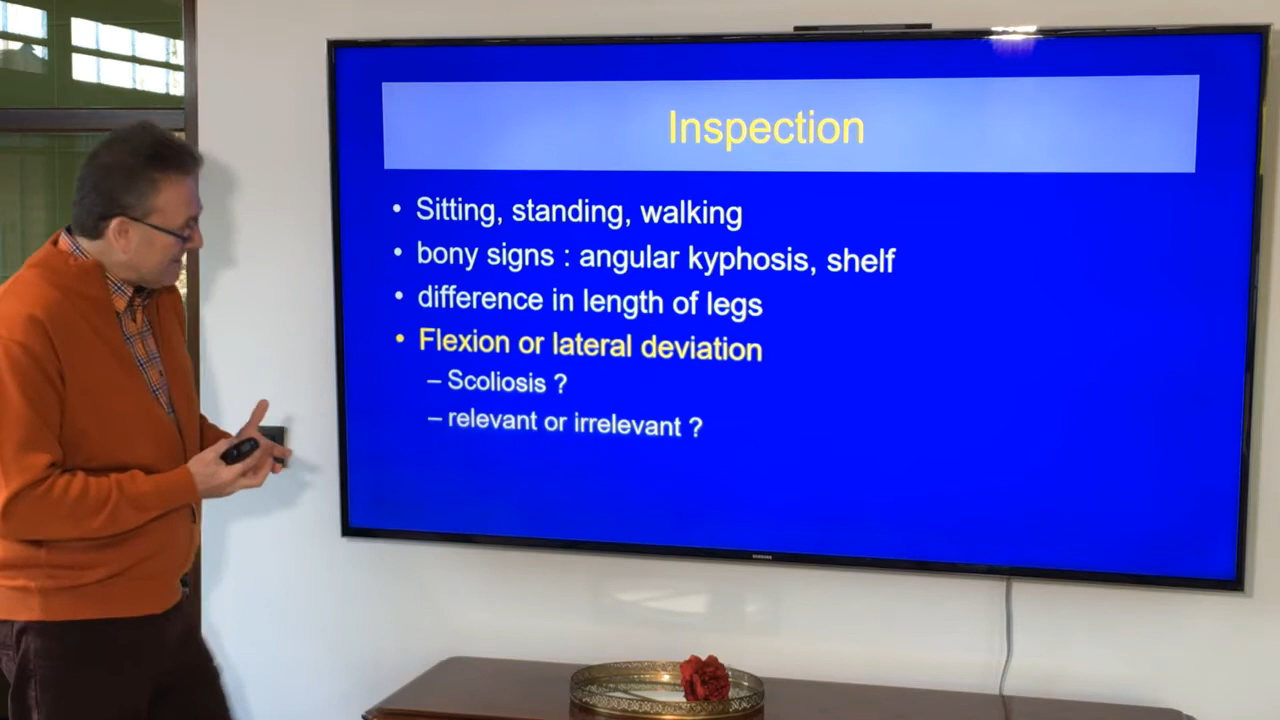 Inspection
• Sitting, standing, walking
• bony signs : angular kyphosis, shelf
• difference in length of legs
• Flexion or lateral deviation
– Scoliosis ?
– relevant or irrelevant ?
SAMSUNG